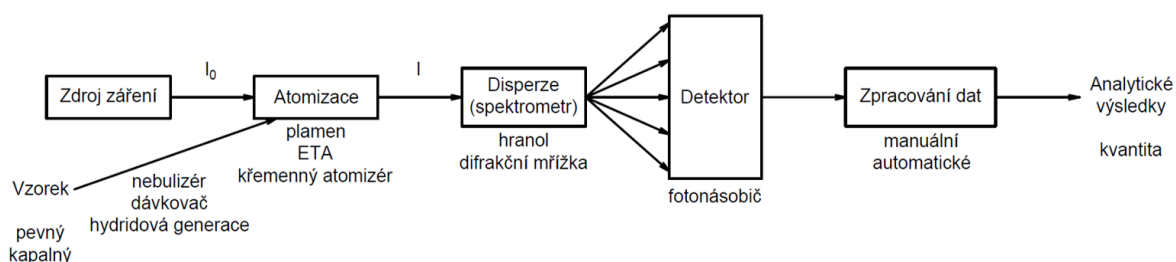 I₀
Zdroj záření
Atomizace
plamen
ETA
křemenný atomizér
Vzorek
pevný
kapalný
nebulizér
dávkovač
hydridová generace
I
Disperze
(spektrometr)
hranol
difrakční mřížka
Detektor
fotonásobič
Zpracování dat
manuální
automatické
Analytické
výsledky
kvantita